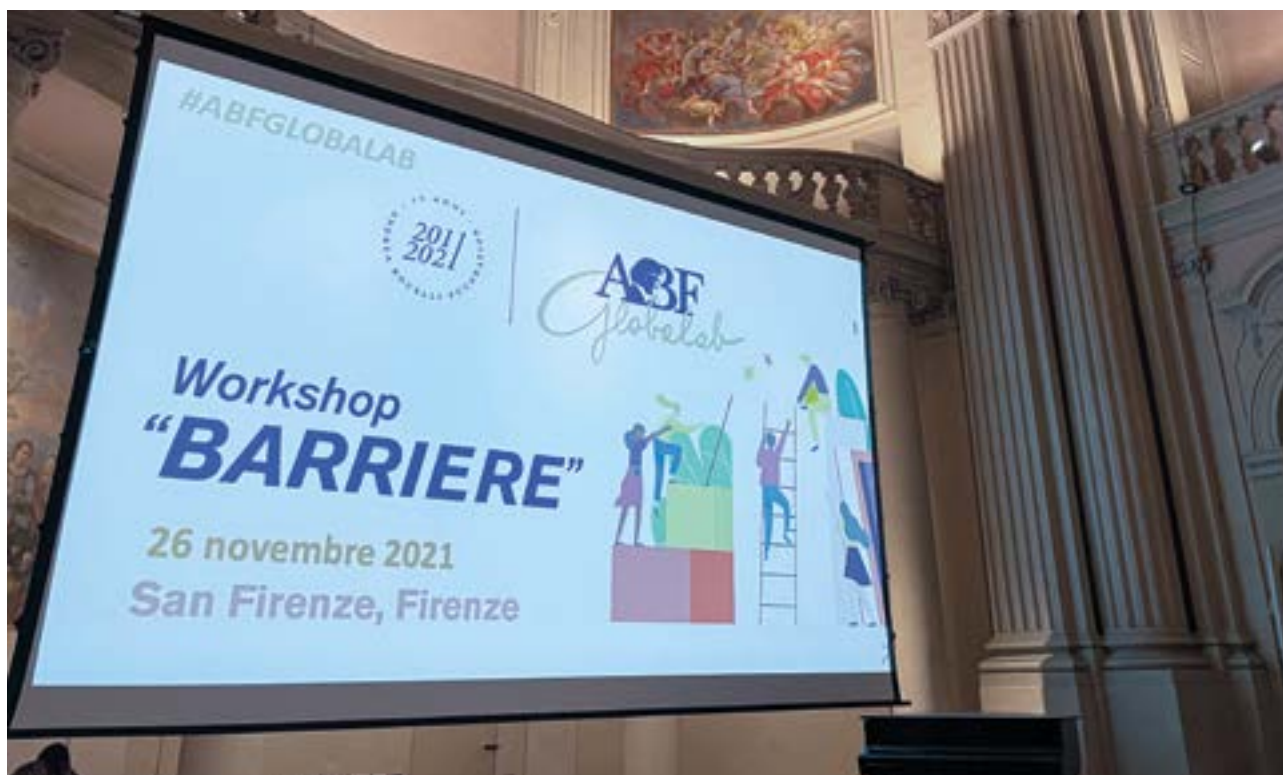 #ABFGLOBALAB
2011
2021
ABF
Globalab
Workshop
“BARRIERE”
26 novembre 2021
San Firenze, Firenze